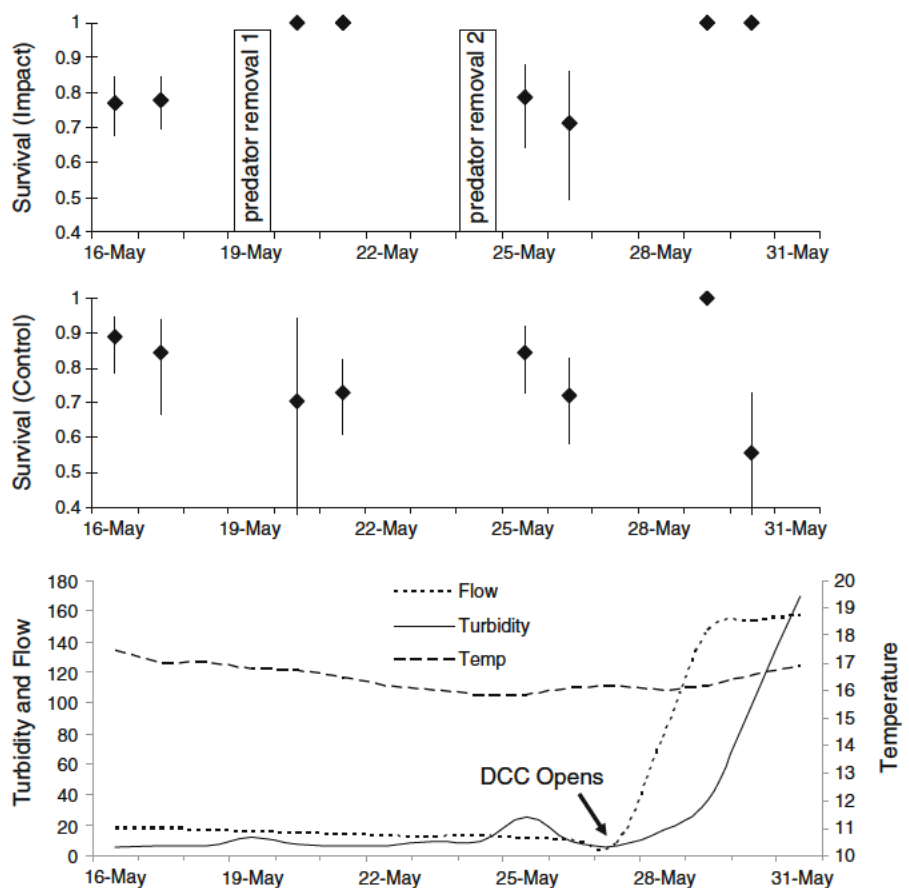 Survival (Impact)
1
0.9
0.8
0.7
0.6
0.5
0.4
predator removal 1
predator removal 2
16-May 19-May 22-May 25-May 28-May 31-May
Survival (Control)
1
0.9
0.8
0.7
0.6
0.5
0.4
16-May 19-May 22-May 25-May 28-May 31-May
Turbidity and Flow
180
160
140
120
100
80
60
40
20
0
Flow
Turbidity
Temp
DCC Opens
20
19
18
17
16
15
14
13
12
11
10
Temperature
16-May 19-May 22-May 25-May 28-May 31-May